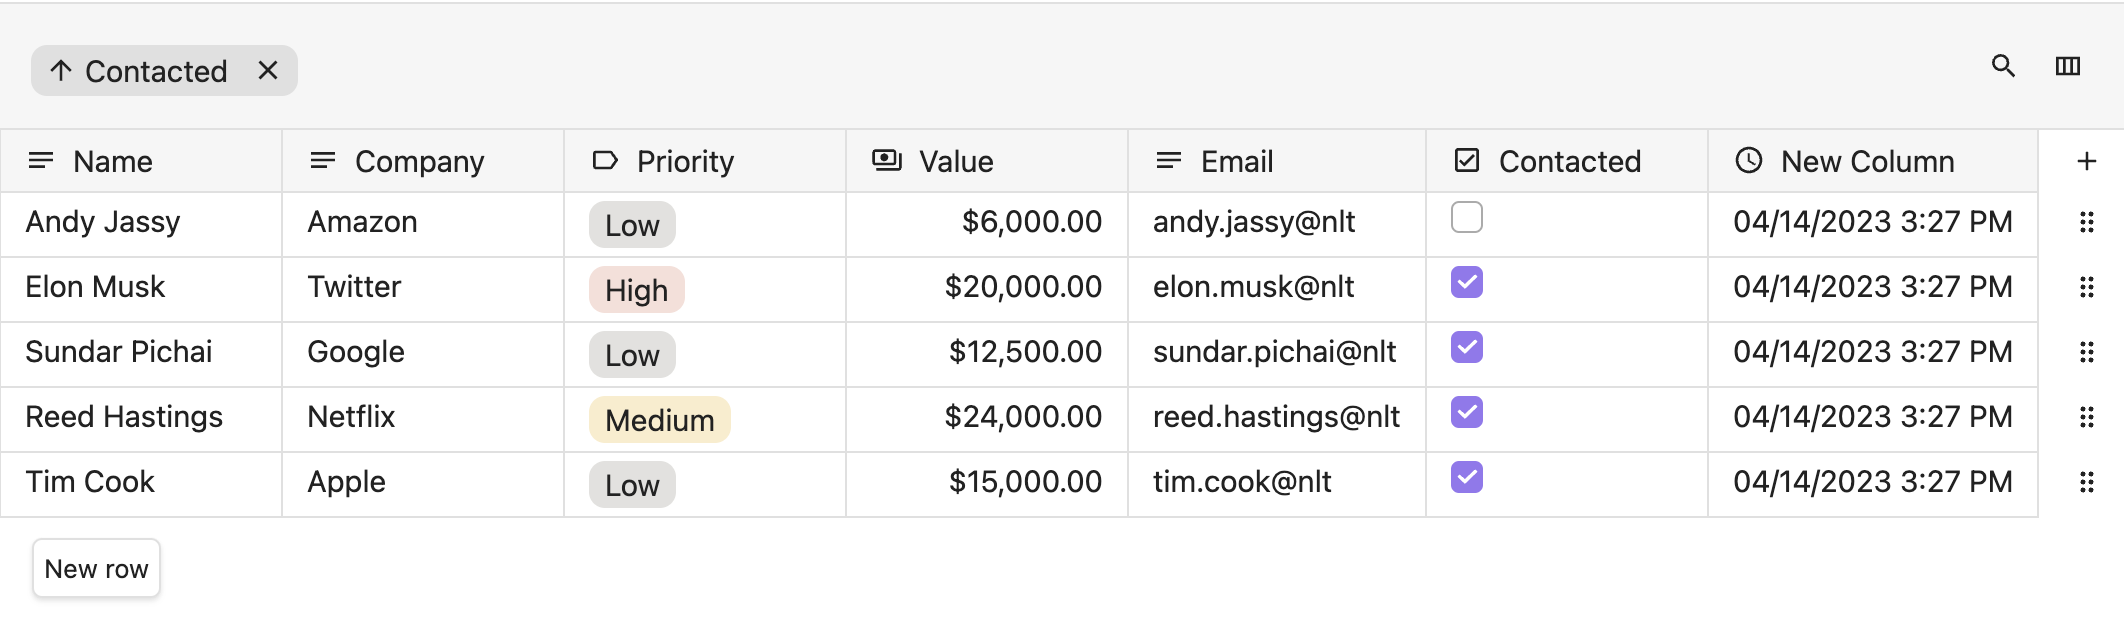 Contacted
Name Company Priority Value Email Contacted New Column
Andy Jassy Amazon Low $6,000.00 andy.jassy@nlt 04/14/2023 3:27 PM
Elon Musk Twitter High $20,000.00 elon.musk@nlt 04/14/2023 3:27 PM
Sundar Pichai Google Low $12,500.00 sundar.pichai@nlt 04/14/2023 3:27 PM
Reed Hastings Netflix Medium $24,000.00 reed.hastings@nlt 04/14/2023 3:27 PM
Tim Cook Apple Low $15,000.00 tim.cook@nlt 04/14/2023 3:27 PM
New row